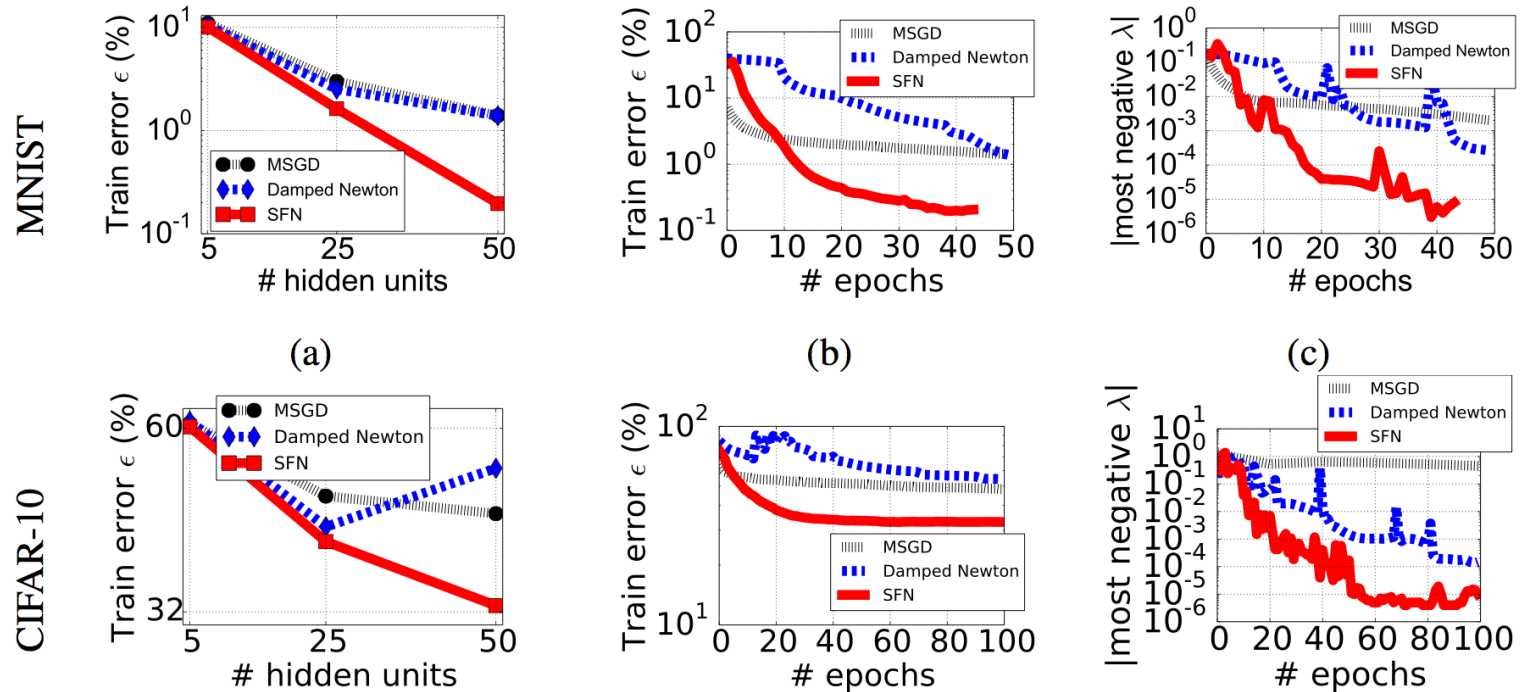 MNIST
Train error ϵ (%)
10^1
10^0
10^-1
MSGD
Damped Newton
SFN
5
25
50
# hidden units
(a)
Train error ϵ (%)
10^2
10^1
10^0
10^-1
MSGD
Damped Newton
SFN
0
10
20
30
40
50
# epochs
(b)
|most negative λ|
10^0
10^-1
10^-2
10^-3
10^-4
10^-5
10^-6
MSGD
Damped Newton
SFN
0
10
20
30
40
50
# epochs
(c)
CIFAR-10
Train error ϵ (%)
60
32
MSGD
Damped Newton
SFN
5
25
50
# hidden units
Train error ϵ (%)
10^2
10^1
MSGD
Damped Newton
SFN
0
20
40
60
80
100
# epochs
|most negative λ|
10^1
10^0
10^-1
10^-2
10^-3
10^-4
10^-5
10^-6
MSGD
Damped Newton
SFN
0
20
40
60
80
100
# epochs